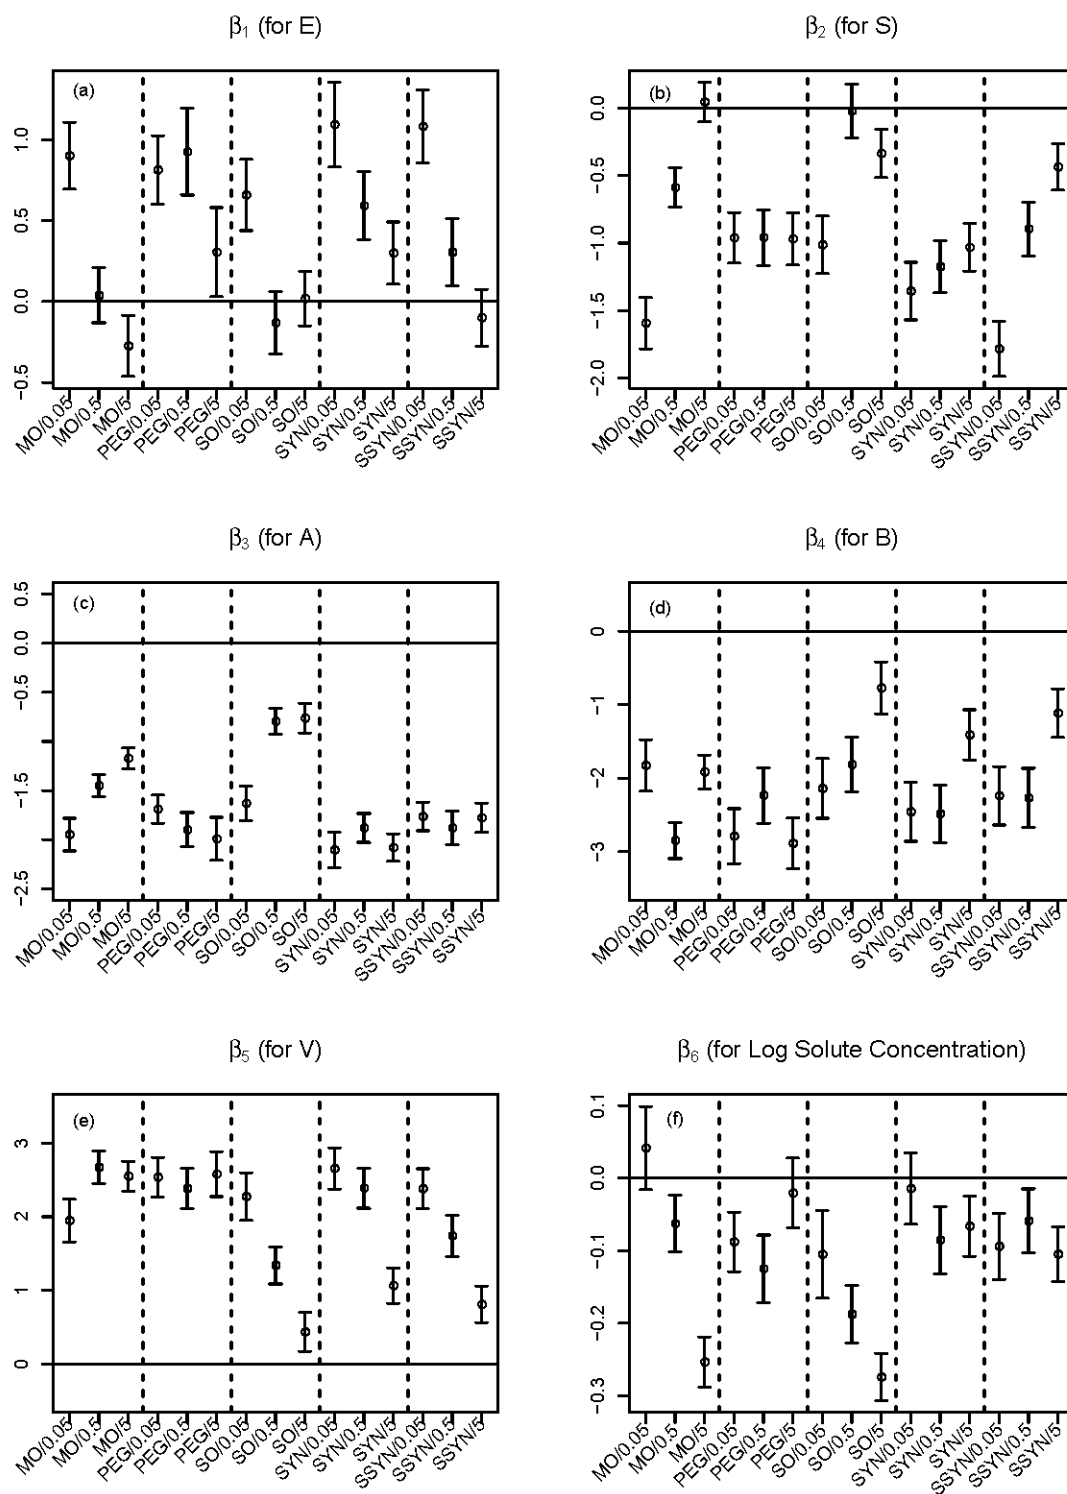 β₁ (for E)
(a)
1.0
0.5
0.0
−0.5
MO/0.05
MO/0.5
MO/5
PEG/0.05
PEG/0.5
PEG/5
SO/0.05
SO/0.5
SO/5
SYN/0.05
SYN/0.5
SYN/5
SSYN/0.05
SSYN/0.5
SSYN/5
β₂ (for S)
(b)
0.0
−0.5
−1.0
−1.5
−2.0
MO/0.05
MO/0.5
MO/5
PEG/0.05
PEG/0.5
PEG/5
SO/0.05
SO/0.5
SO/5
SYN/0.05
SYN/0.5
SYN/5
SSYN/0.05
SSYN/0.5
SSYN/5
β₃ (for A)
(c)
0.5
0.0
−0.5
−1.5
−2.5
MO/0.05
MO/0.5
MO/5
PEG/0.05
PEG/0.5
PEG/5
SO/0.05
SO/0.5
SO/5
SYN/0.05
SYN/0.5
SYN/5
SSYN/0.05
SSYN/0.5
SSYN/5
β₄ (for B)
(d)
0
−1
−2
−3
MO/0.05
MO/0.5
MO/5
PEG/0.05
PEG/0.5
PEG/5
SO/0.05
SO/0.5
SO/5
SYN/0.05
SYN/0.5
SYN/5
SSYN/0.05
SSYN/0.5
SSYN/5
β₅ (for V)
(e)
3
2
1
0
MO/0.05
MO/0.5
MO/5
PEG/0.05
PEG/0.5
PEG/5
SO/0.05
SO/0.5
SO/5
SYN/0.05
SYN/0.5
SYN/5
SSYN/0.05
SSYN/0.5
SSYN/5
β₆ (for Log Solute Concentration)
(f)
0.1
0.0
−0.1
−0.2
−0.3
MO/0.05
MO/0.5
MO/5
PEG/0.05
PEG/0.5
PEG/5
SO/0.05
SO/0.5
SO/5
SYN/0.05
SYN/0.5
SYN/5
SSYN/0.05
SSYN/0.5
SSYN/5